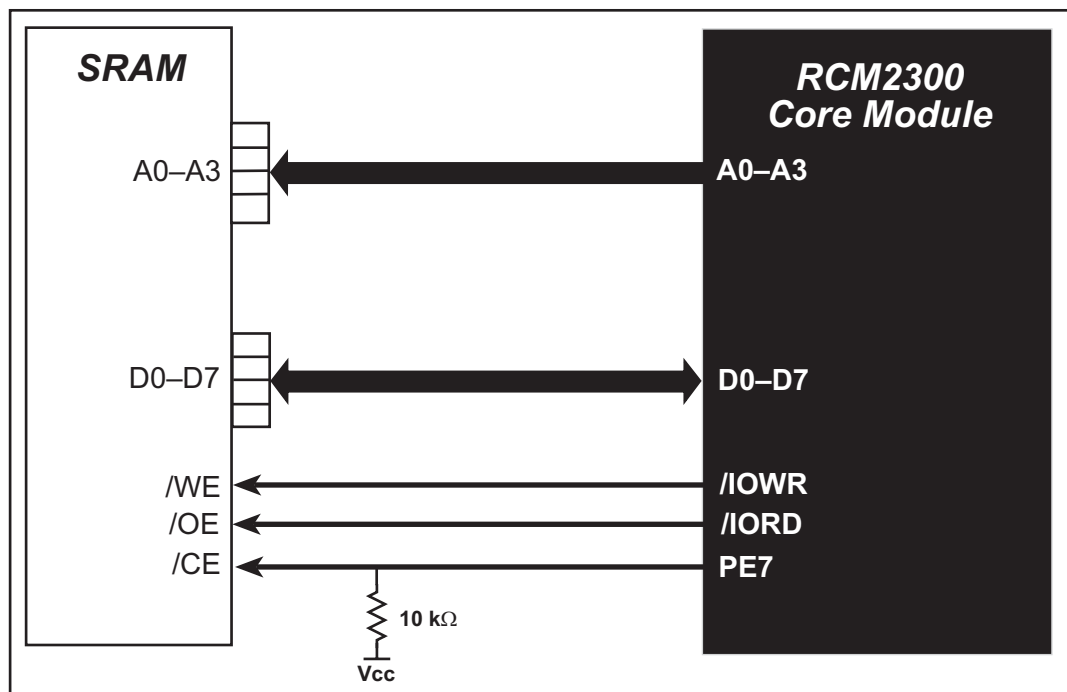 SRAM
A0–A3
D0–D7
/WE
/OE
/CE
10 kΩ
Vcc
RCM2300
Core Module
A0–A3
D0–D7
/IOWR
/IORD
PE7